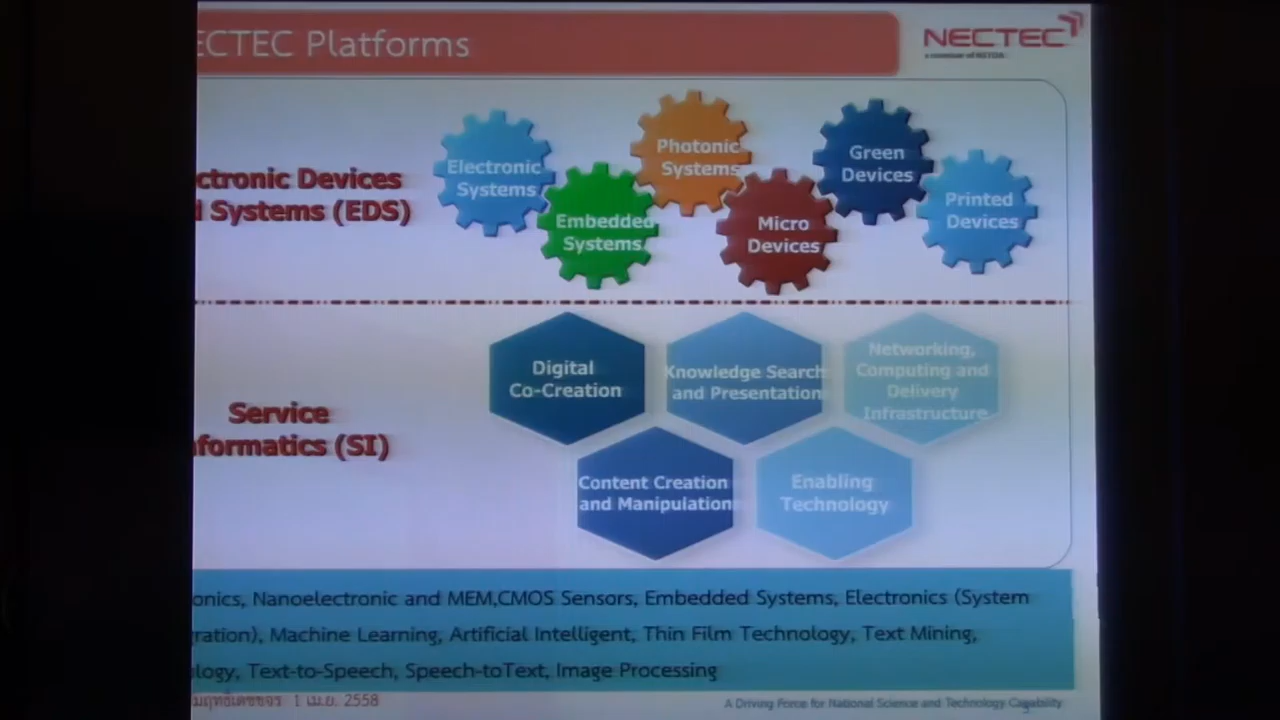 ECTEC Platforms
NECTEC
a member of NSTDA
ctronic Devices
d Systems (EDS)
Electronic
Systems
Embedded
Systems
Photonic
Systems
Micro
Devices
Green
Devices
Printed
Devices
Service
nformatics (SI)
Digital
Co-Creation
Knowledge Search
and Presentation
Networking,
Computing and
Delivery
Infrastructure
Content Creation
and Manipulation
Enabling
Technology
onics, Nanoelectronic and MEM,CMOS Sensors, Embedded Systems, Electronics (System
ration), Machine Learning, Artificial Intelligent, Thin Film Technology, Text Mining,
logy, Text-to-Speech, Speech-toText, Image Processing
1 เม.ย. 2558
A Driving Force for National Science and Technology Capability